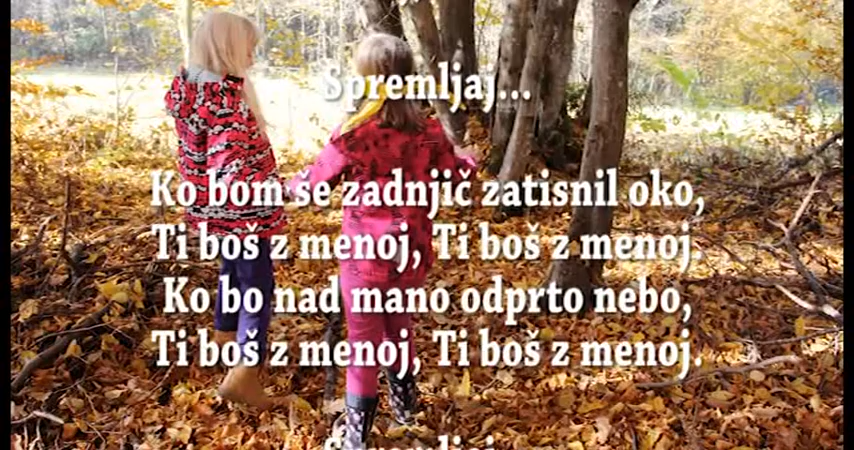 Spremljaj...
Ko bom še zadnjič zatisnil oko,
Ti boš z menoj, Ti boš z menoj.
Ko bo nad mano odprto nebo,
Ti boš z menoj, Ti boš z menoj.